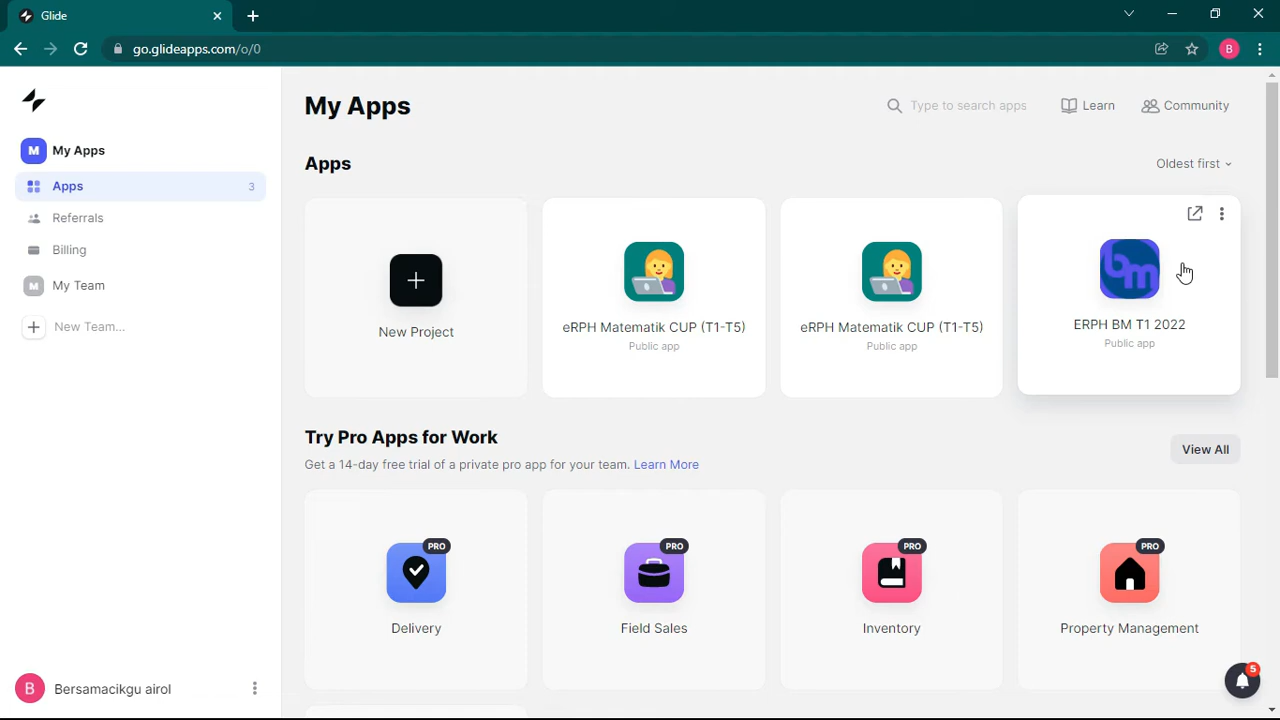 Glide
go.glideapps.com/o/0
B
M My Apps
Apps 3
Referrals
Billing
M My Team
New Team...
B Bersamacikgu airol
My Apps
Type to search apps
Learn
Community
Apps
Oldest first
New Project
eRPH Matematik CUP (T1-T5)
Public app
eRPH Matematik CUP (T1-T5)
Public app
bm
ERPH BM T1 2022
Public app
Try Pro Apps for Work
Get a 14-day free trial of a private pro app for your team. Learn More
View All
PRO
Delivery
PRO
Field Sales
PRO
Inventory
PRO
Property Management
5